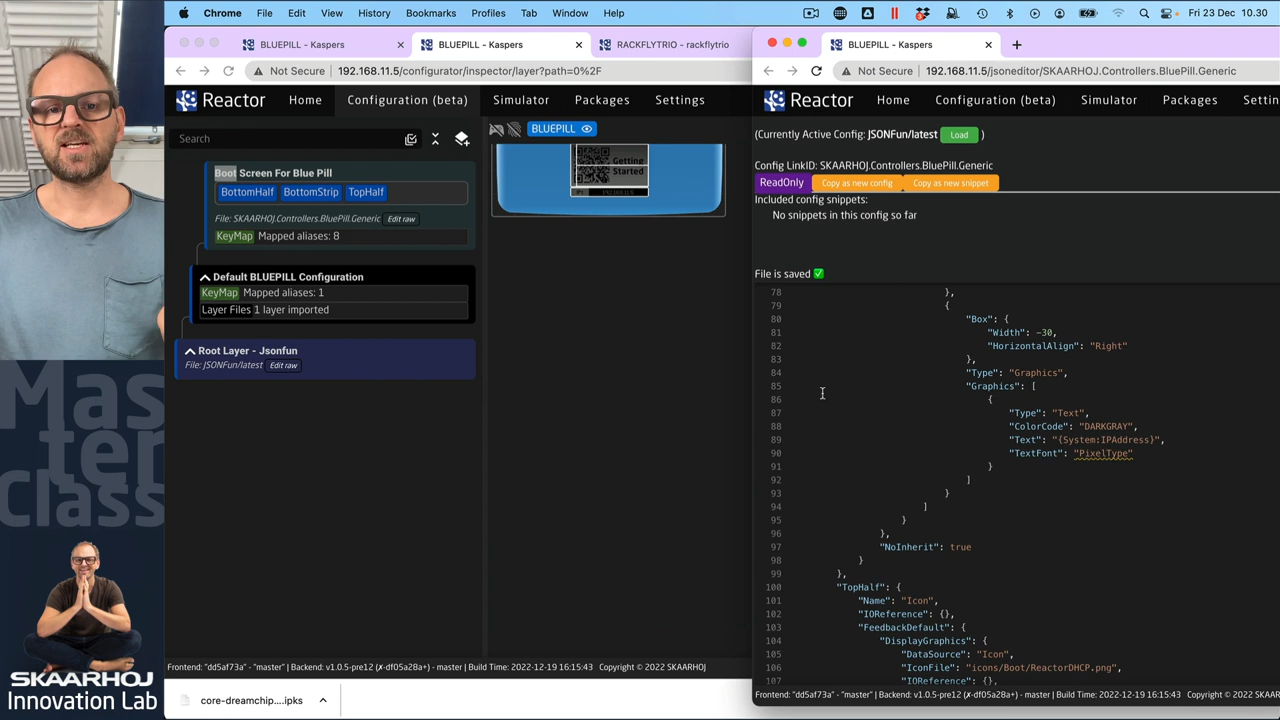 Chrome File Edit View History Bookmarks Profiles Tab Window Help Fri 23 Dec 10.30
BLUEPILL - Kaspers
BLUEPILL - Kaspers
RACKFLYTRIO - rackflytrio
BLUEPILL - Kaspers
Not Secure 192.168.11.5/configurator/inspector/layer?path=0%2F
Not Secure 192.168.11.5/jsoneditor/SKAARHOJ.Controllers.BluePill.Generic
Reactor Home Configuration (beta) Simulator Packages Settings
Search
BLUEPILL
Boot Screen For Blue Pill
BottomHalf BottomStrip TopHalf
File: SKAARHOJ.Controllers.BluePill.Generic Edit raw
KeyMap Mapped aliases: 8
Default BLUEPILL Configuration
KeyMap Mapped aliases: 1
Layer Files 1 layer imported
Root Layer - Jsonfun
File: JSONFun/latest Edit raw
Getting
Started
Reactor Home Configuration (beta) Simulator Packages Settin
(Currently Active Config: JSONFun/latest Load )
Config LinkID: SKAARHOJ.Controllers.BluePill.Generic
ReadOnly Copy as new config Copy as new snippet
Included config snippets:
No snippets in this config so far
File is saved
78 },
79 {
80 "Box": {
81 "Width": -30,
82 "HorizontalAlign": "Right"
83 },
84 "Type": "Graphics",
85 "Graphics": [
86 {
87 "Type": "Text",
88 "ColorCode": "DARKGRAY",
89 "Text": "{System:IPAddress}",
90 "TextFont": "PixelType"
91 }
92 ]
93 }
94 ]
95 }
96 },
97 "NoInherit": true
98 }
99 },
100 "TopHalf": {
101 "Name": "Icon",
102 "IOReference": {},
103 "FeedbackDefault": {
104 "DisplayGraphics": {
105 "DataSource": "Icon",
106 "IconFile": "icons/Boot/ReactorDHCP.png",
107 "IOReference": {},
Frontend: "dd5af73a" - "master" | Backend: v1.0.5-pre12 (✗-df05a28a+) - master | Build Time: 2022-12-19 16:15:43 Copyright © 2022 SKAARHOJ
Frontend: "dd5af73a" - "master" | Backend: v1.0.5-pre12 (✗-df05a28a+) - master | Build Time: 2022-12-19 16:15:43 Copyright © 2022 SKAAR
core-dreamchip....ipks
Mas
ter
Class
SKAARHOJ
Innovation Lab